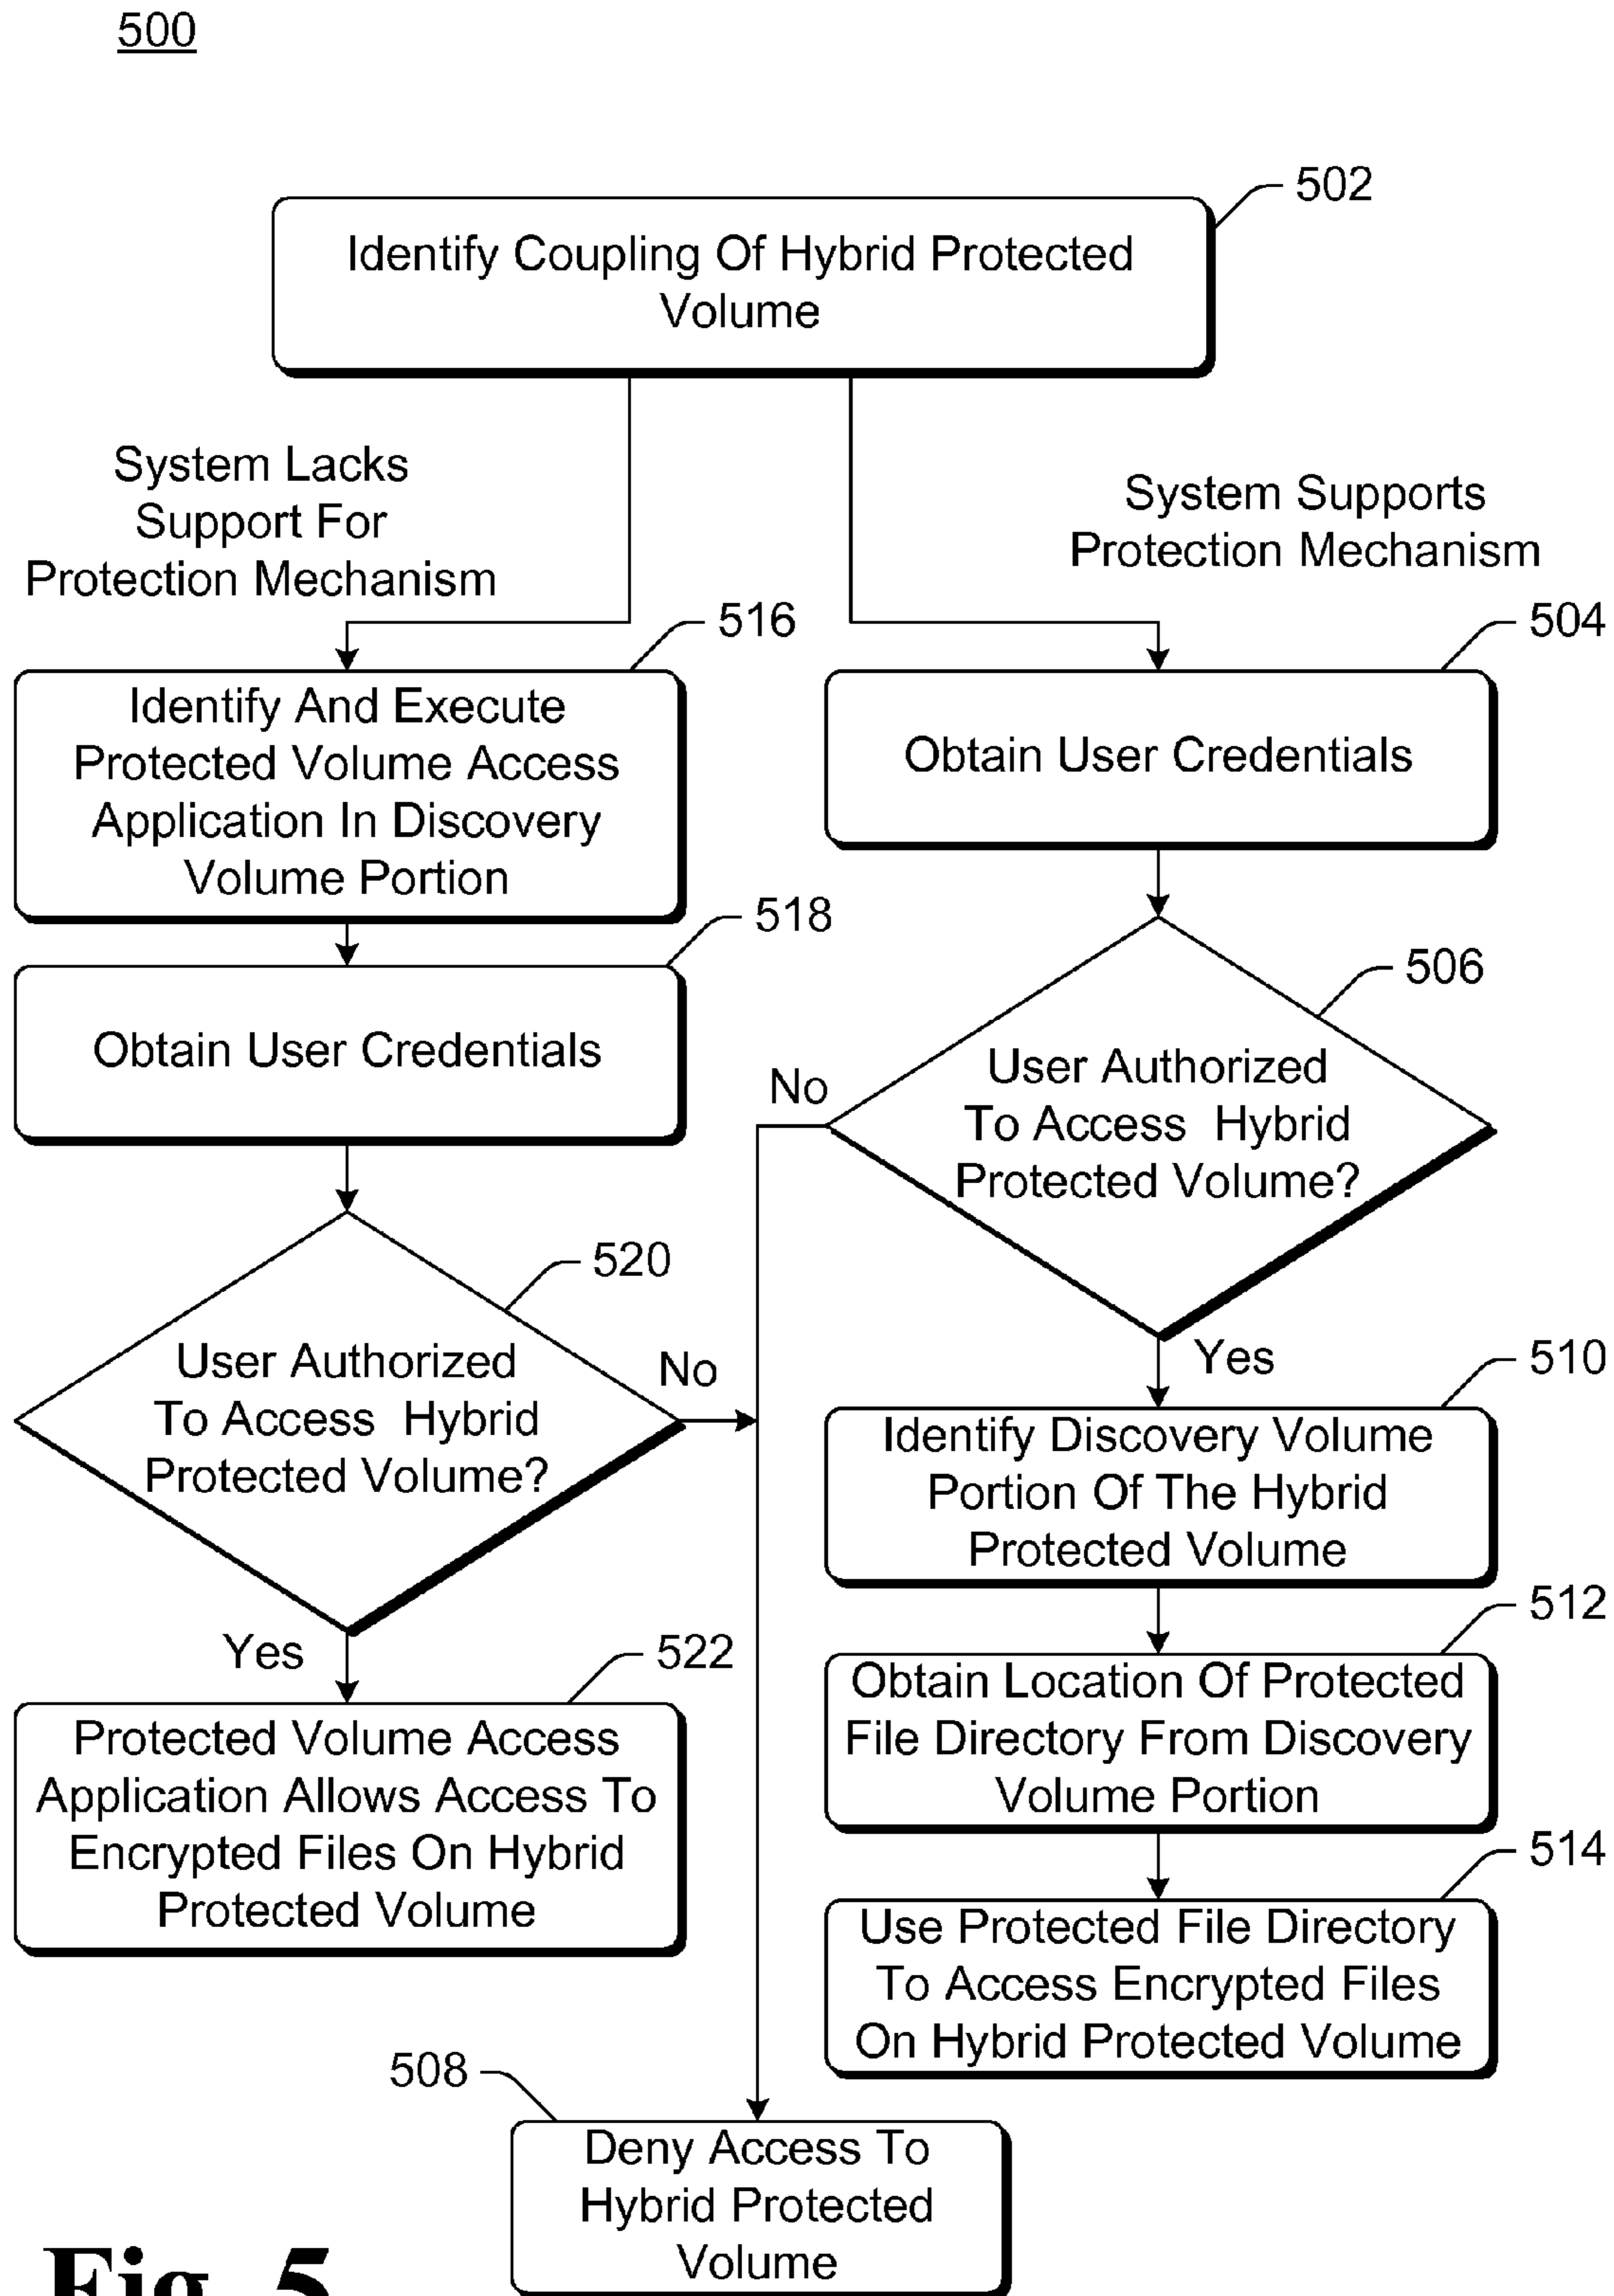 500
502
Identify Coupling Of Hybrid Protected
Volume
System Lacks
Support For
Protection Mechanism
System Supports
Protection Mechanism
516
Identify And Execute
Protected Volume Access
Application In Discovery
Volume Portion
504
Obtain User Credentials
518
Obtain User Credentials
506
User Authorized
To Access Hybrid
Protected Volume?
No
520
User Authorized
To Access Hybrid
Protected Volume?
No
Yes
510
Identify Discovery Volume
Portion Of The Hybrid
Protected Volume
Yes
522
Protected Volume Access
Application Allows Access To
Encrypted Files On Hybrid
Protected Volume
512
Obtain Location Of Protected
File Directory From Discovery
Volume Portion
514
Use Protected File Directory
To Access Encrypted Files
On Hybrid Protected Volume
508
Deny Access To
Hybrid Protected
Volume
Fig. 5